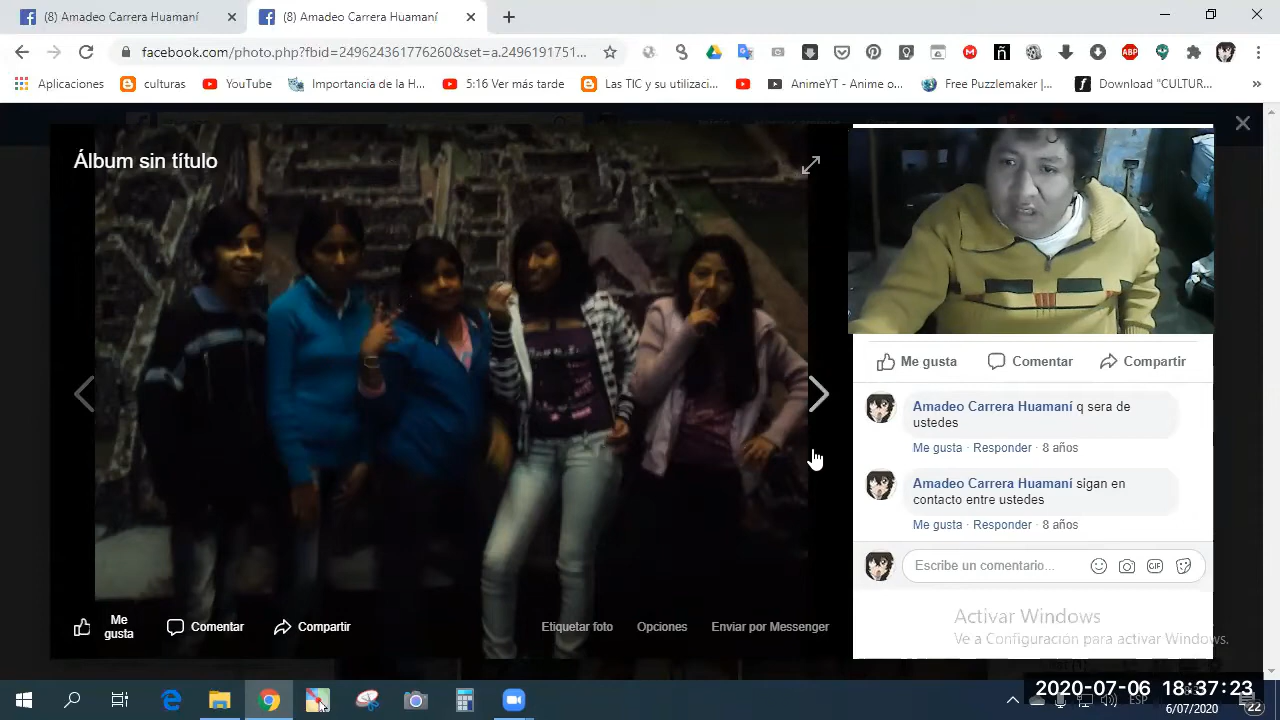 (8) Amadeo Carrera Huamaní
(8) Amadeo Carrera Huamaní
facebook.com/photo.php?fbid=2496243617762​60&set=a.2496191751...
ABP
Aplicaciones
culturas
YouTube
Importancia de la H...
5:16 Ver más tarde
Las TIC y su utilizaci...
AnimeYT - Anime o...
Free Puzzlemaker |...
Download "CULTUR...
»
Álbum sin título
Me gusta
Comentar
Compartir
Amadeo Carrera Huamaní q sera de
ustedes
Me gusta · Responder · 8 años
Amadeo Carrera Huamaní sigan en
contacto entre ustedes
Me gusta · Responder · 8 años
Escribe un comentario...
GIF
Me
gusta
Comentar
Compartir
Etiquetar foto
Opciones
Enviar por Messenger
Activar Windows
Ve a Configuración para activar Windows.
2020-07-06 18:37:23
ESP
6/07/2020
22